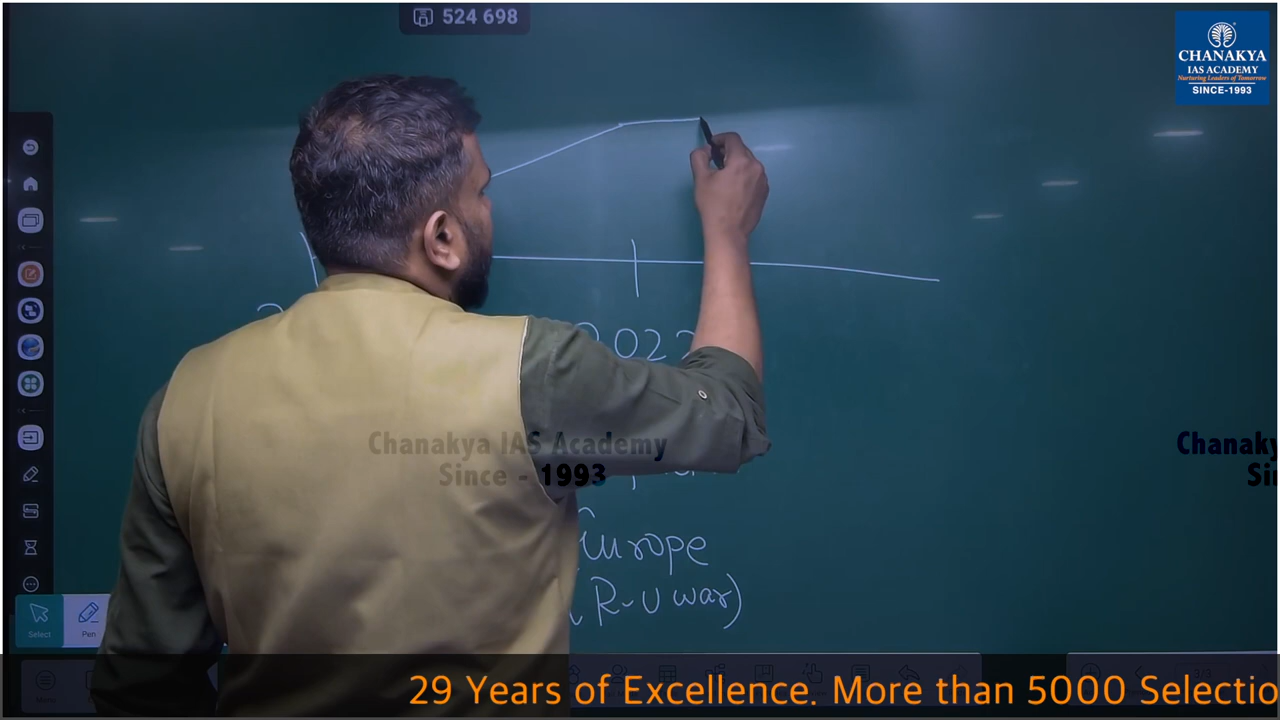 524 698
CHANAKYA
IAS ACADEMY
Nurturing Leaders of Tomorrow
SINCE-1993
2022
Chanakya IAS Academy
Since - 1993
Chanaky
Sin
Europe
R-U war)
Select
Pen
29 Years of Excellence. More than 5000 Selectio